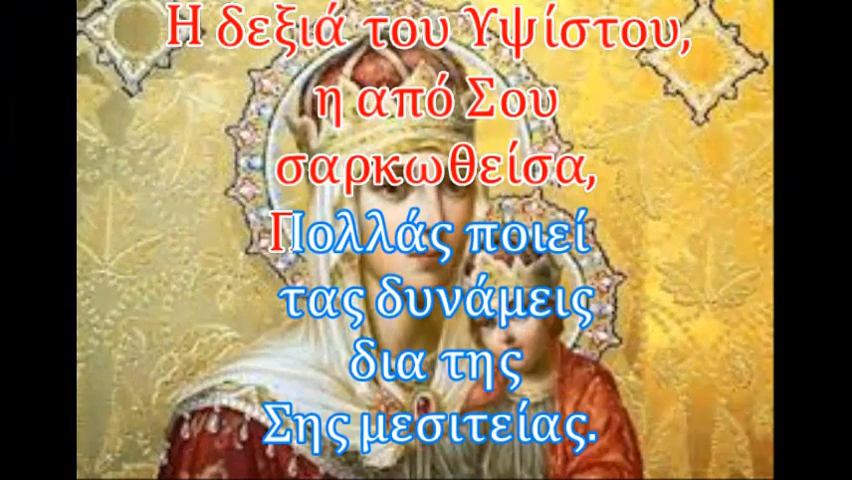 Η δεξιά του Υψίστου,
η από Σου
σαρκωθείσα,
Πολλάς ποιεί
τας δυνάμεις
δια της
Σης μεσιτείας.